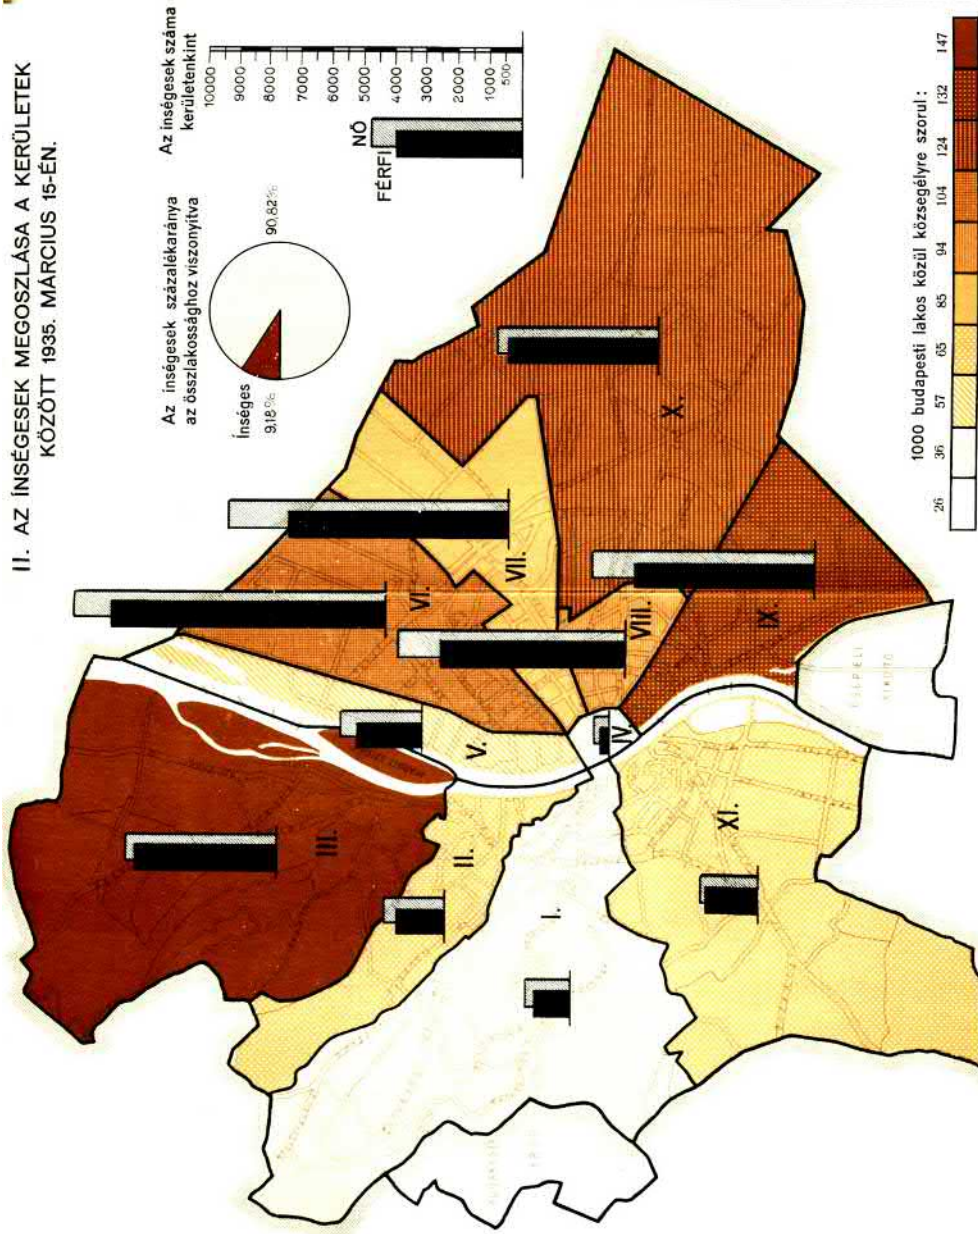 II. AZ ÍNSÉGESEK MEGOSZLÁSA A KERÜLETEK
KÖZÖTT 1935. MÁRCIUS 15-ÉN.
Az ínségesek százalékaránya
az összlakossághoz viszonyítva
Ínséges
9,18%
90,82%
Az ínségesek száma
kerületenkint
10000
9000
8000
7000
6000
5000
4000
3000
2000
1000
500
NŐ
FÉRFI
III.
II.
I.
XI.
V.
IV.
VI.
VII.
VIII.
IX.
X.
KIKÖTŐ
1000 budapesti lakos közül közsegélyre szorul:
26 36 57 65 85 94 104 124 132 147